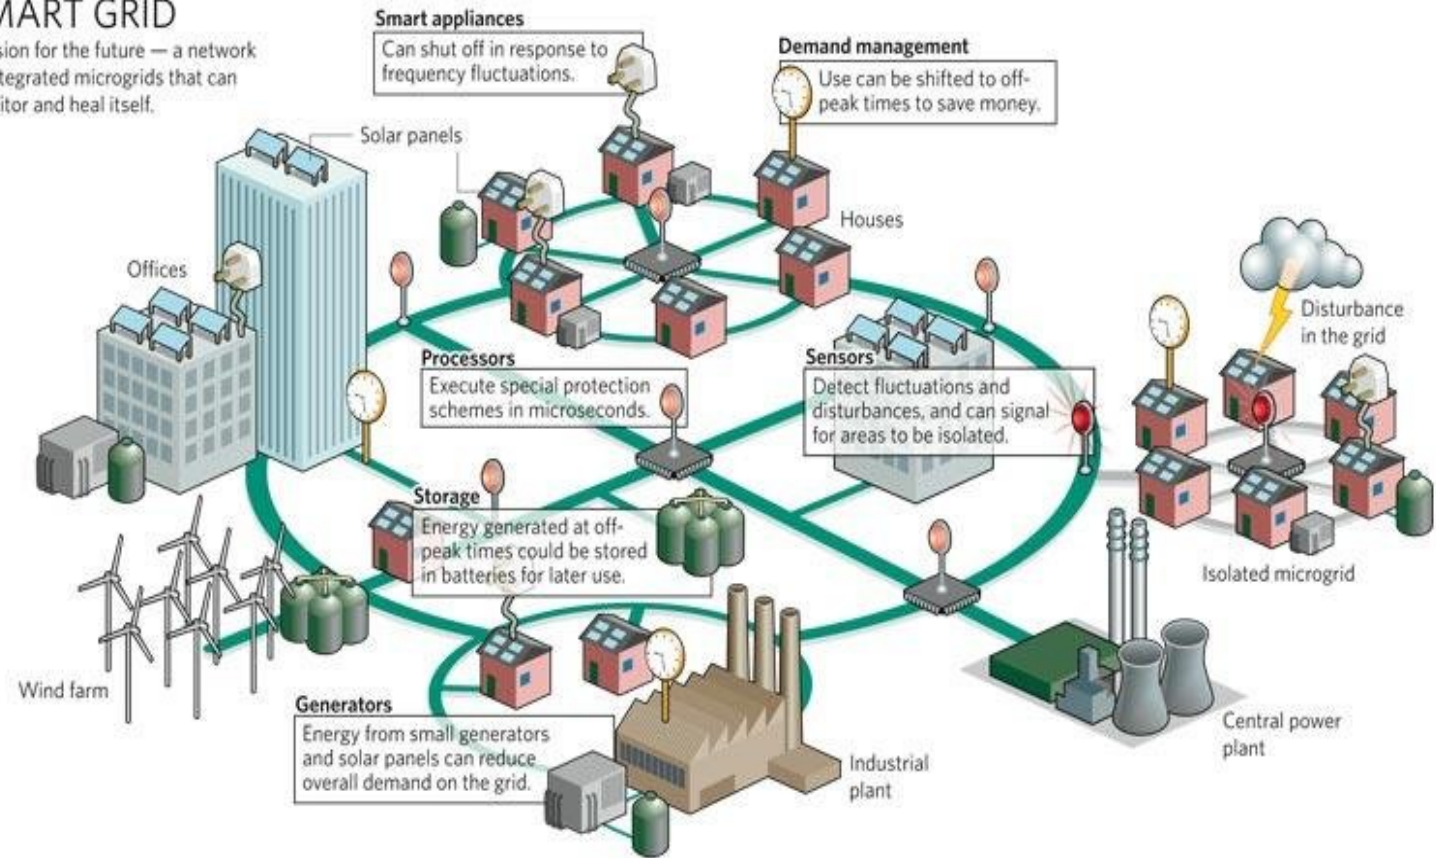 MART GRID
sion for the future — a network
tegrated microgrids that can
itor and heal itself.
Smart appliances
Can shut off in response to
frequency fluctuations.
Demand management
Use can be shifted to off-
peak times to save money.
Solar panels
Houses
Offices
Disturbance
in the grid
Processors
Execute special protection
schemes in microseconds.
Sensors
Detect fluctuations and
disturbances, and can signal
for areas to be isolated.
Storage
Energy generated at off-
peak times could be stored
in batteries for later use.
Isolated microgrid
Wind farm
Generators
Energy from small generators
and solar panels can reduce
overall demand on the grid.
Industrial
plant
Central power
plant